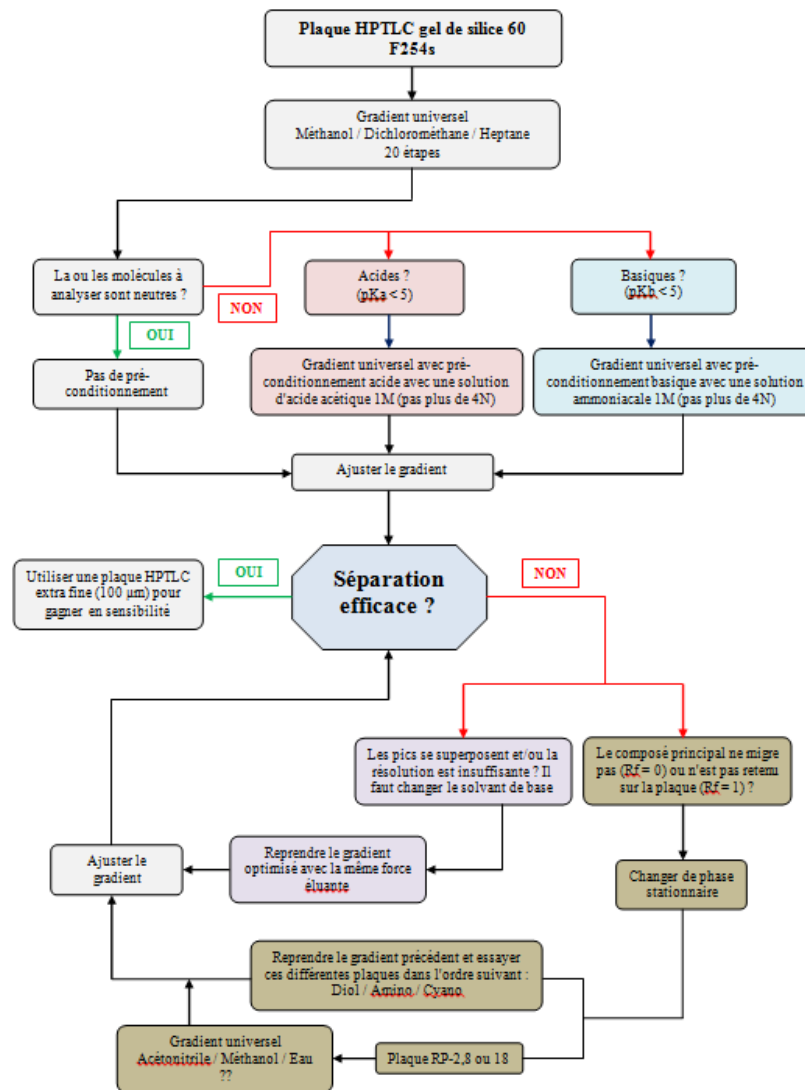 Plaque HPTLC gel de silice 60
F254s
Gradient universel
Méthanol / Dichlorométhane / Heptane
20 étapes
La ou les molécules à
analyser sont neutres ?
NON
OUI
Acides ?
(pKa < 5)
Basiques ?
(pKb < 5)
Pas de pré-
conditionnement
Gradient universel avec pré-
conditionnement acide avec une solution
d'acide acétique 1M (pas plus de 4N)
Gradient universel avec pré-
conditionnement basique avec une solution
ammoniacale 1M (pas plus de 4N)
Ajuster le gradient
Séparation
efficace ?
OUI
NON
Utiliser une plaque HPTLC
extra fine (100 µm) pour
gagner en sensibilité
Les pics se superposent et/ou la
résolution est insuffisante ? Il
faut changer le solvant de base
Le composé principal ne migre
pas (Rf = 0) ou n'est pas retenu
sur la plaque (Rf = 1) ?
Ajuster le
gradient
Reprendre le gradient
optimisé avec la même force
éluante
Changer de phase
stationnaire
Reprendre le gradient précédent et essayer
ces différentes plaques dans l'ordre suivant :
Diol / Amino / Cyano
Gradient universel
Acétonitrile / Méthanol / Eau
??
Plaque RP-2,8 ou 18